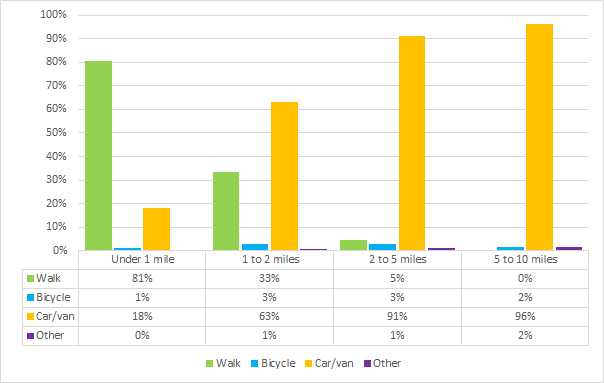 100%
90%
80%
70%
60%
50%
40%
30%
20%
10%
0%
Under 1 mile 1 to 2 miles 2 to 5 miles 5 to 10 miles
Walk 81% 33% 5% 0%
Bicycle 1% 3% 3% 2%
Car/van 18% 63% 91% 96%
Other 0% 1% 1% 2%
Walk Bicycle Car/van Other